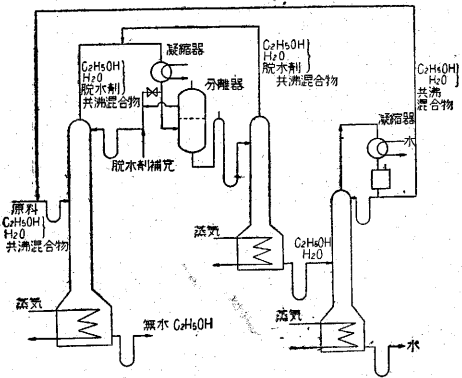 凝縮器
C2H5OH
H2O
脱水剤
共沸混合物
分離器
C2H5OH
H2O
脱水剤
共沸混合物
C2H5OH
H2O
共沸
混合物
凝縮器
水
脱水剤補充
原料
C2H5OH
H2O
共沸混合物
蒸気
C2H5OH
H2O
蒸気
蒸気
無水 C2H5OH
水